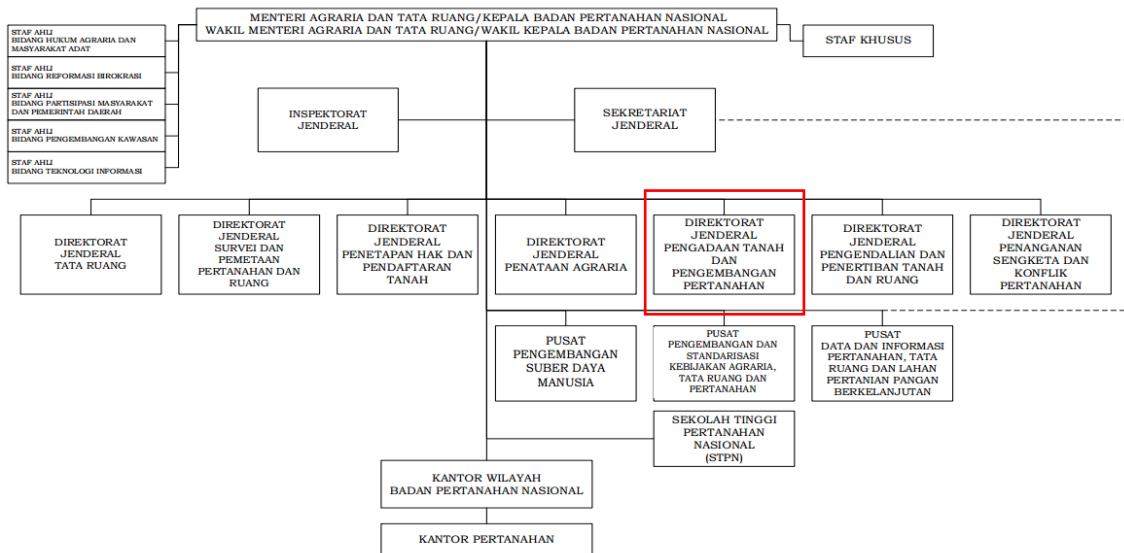 MENTERI AGRARIA DAN TATA RUANG/KEPALA BADAN PERTANAHAN NASIONAL
WAKIL MENTERI AGRARIA DAN TATA RUANG/WAKIL KEPALA BADAN PERTANAHAN NASIONAL
STAF AHLI
BIDANG HUKUM AGRARIA DAN
MASYARAKAT ADAT
STAF AHLI
BIDANG REFORMASI BIROKRASI
STAF AHLI
BIDANG PARTISIPASI MASYARAKAT
DAN PEMERINTAH DAERAH
STAF AHLI
BIDANG PENGEMBANGAN KAWASAN
STAF AHLI
BIDANG TEKNOLOGI INFORMASI
STAF KHUSUS
INSPEKTORAT
JENDERAL
SEKRETARIAT
JENDERAL
DIREKTORAT
JENDERAL
TATA RUANG
DIREKTORAT
JENDERAL
SURVEI DAN
PEMETAAN
PERTANAHAN DAN
RUANG
DIREKTORAT
JENDERAL
PENETAPAN HAK DAN
PENDAFTARAN
TANAH
DIREKTORAT
JENDERAL
PENATAAN AGRARIA
DIREKTORAT
JENDERAL
PENGADAAN TANAH
DAN
PENGEMBANGAN
PERTANAHAN
DIREKTORAT
JENDERAL
PENGENDALIAN DAN
PENERTIBAN TANAH
DAN RUANG
DIREKTORAT
JENDERAL
PENANGANAN
SENGKETA DAN
KONFLIK
PERTANAHAN
PUSAT
PENGEMBANGAN
SUBER DAYA
MANUSIA
PUSAT
PENGEMBANGAN DAN
STANDARISASI
KEBIJAKAN AGRARIA,
TATA RUANG DAN
PERTANAHAN
PUSAT
DATA DAN INFORMASI
PERTANAHAN, TATA
RUANG DAN LAHAN
PERTANIAN PANGAN
BERKELANJUTAN
SEKOLAH TINGGI
PERTANAHAN
NASIONAL
(STPN)
KANTOR WILAYAH
BADAN PERTANAHAN NASIONAL
KANTOR PERTANAHAN